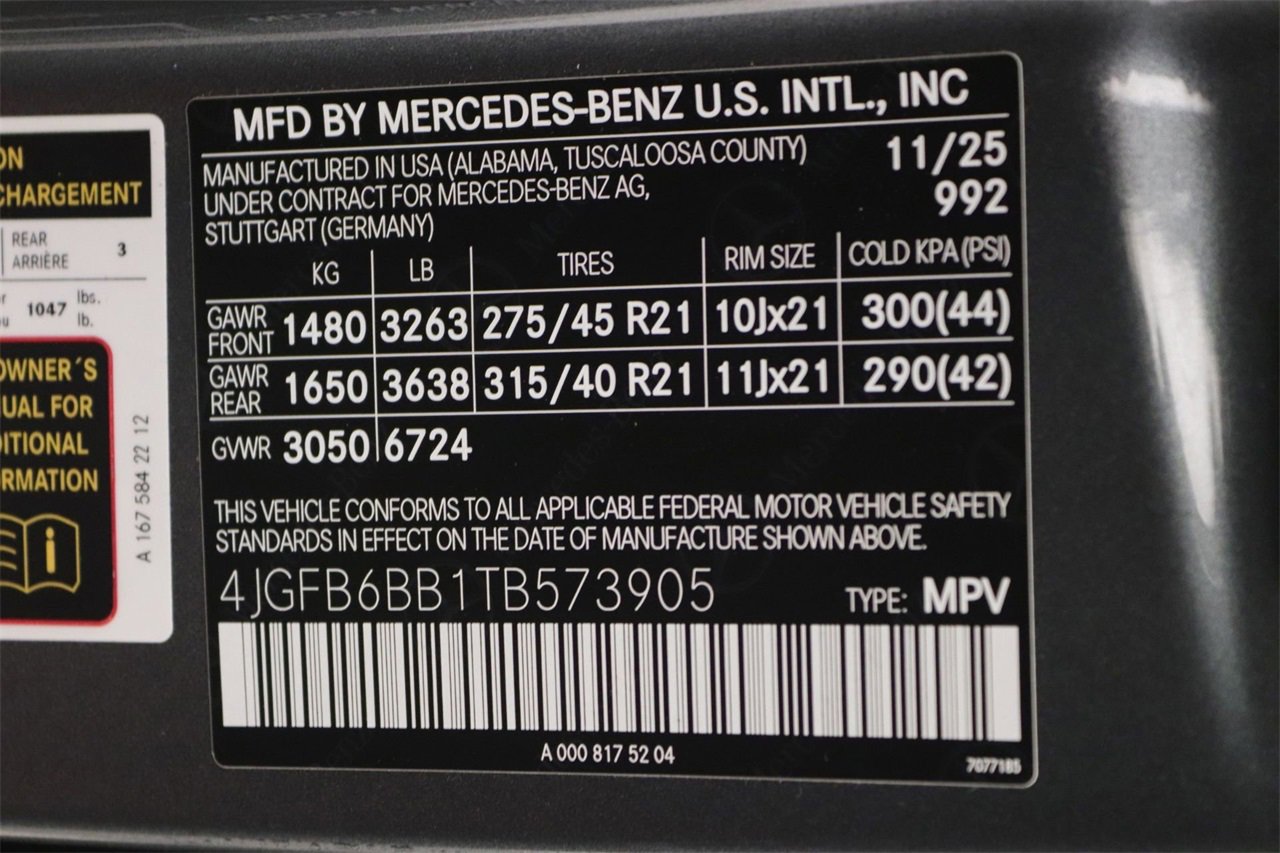 ON
CHARGEMENT
REAR
ARRIÈRE 3
1047 lbs.
lb.
OWNER´S
UAL FOR
DITIONAL
RMATION
A 167 584 22 12
MFD BY MERCEDES-BENZ U.S. INTL., INC
MANUFACTURED IN USA (ALABAMA, TUSCALOOSA COUNTY) 11/25
UNDER CONTRACT FOR MERCEDES-BENZ AG, 992
STUTTGART (GERMANY)
KG LB TIRES RIM SIZE COLD KPA (PSI)
GAWR FRONT 1480 3263 275/45 R21 10Jx21 300(44)
GAWR REAR 1650 3638 315/40 R21 11Jx21 290(42)
GVWR 3050 6724
THIS VEHICLE CONFORMS TO ALL APPLICABLE FEDERAL MOTOR VEHICLE SAFETY
STANDARDS IN EFFECT ON THE DATE OF MANUFACTURE SHOWN ABOVE.
4JGFB6BB1TB573905 TYPE: MPV
A 000 817 52 04
7077185